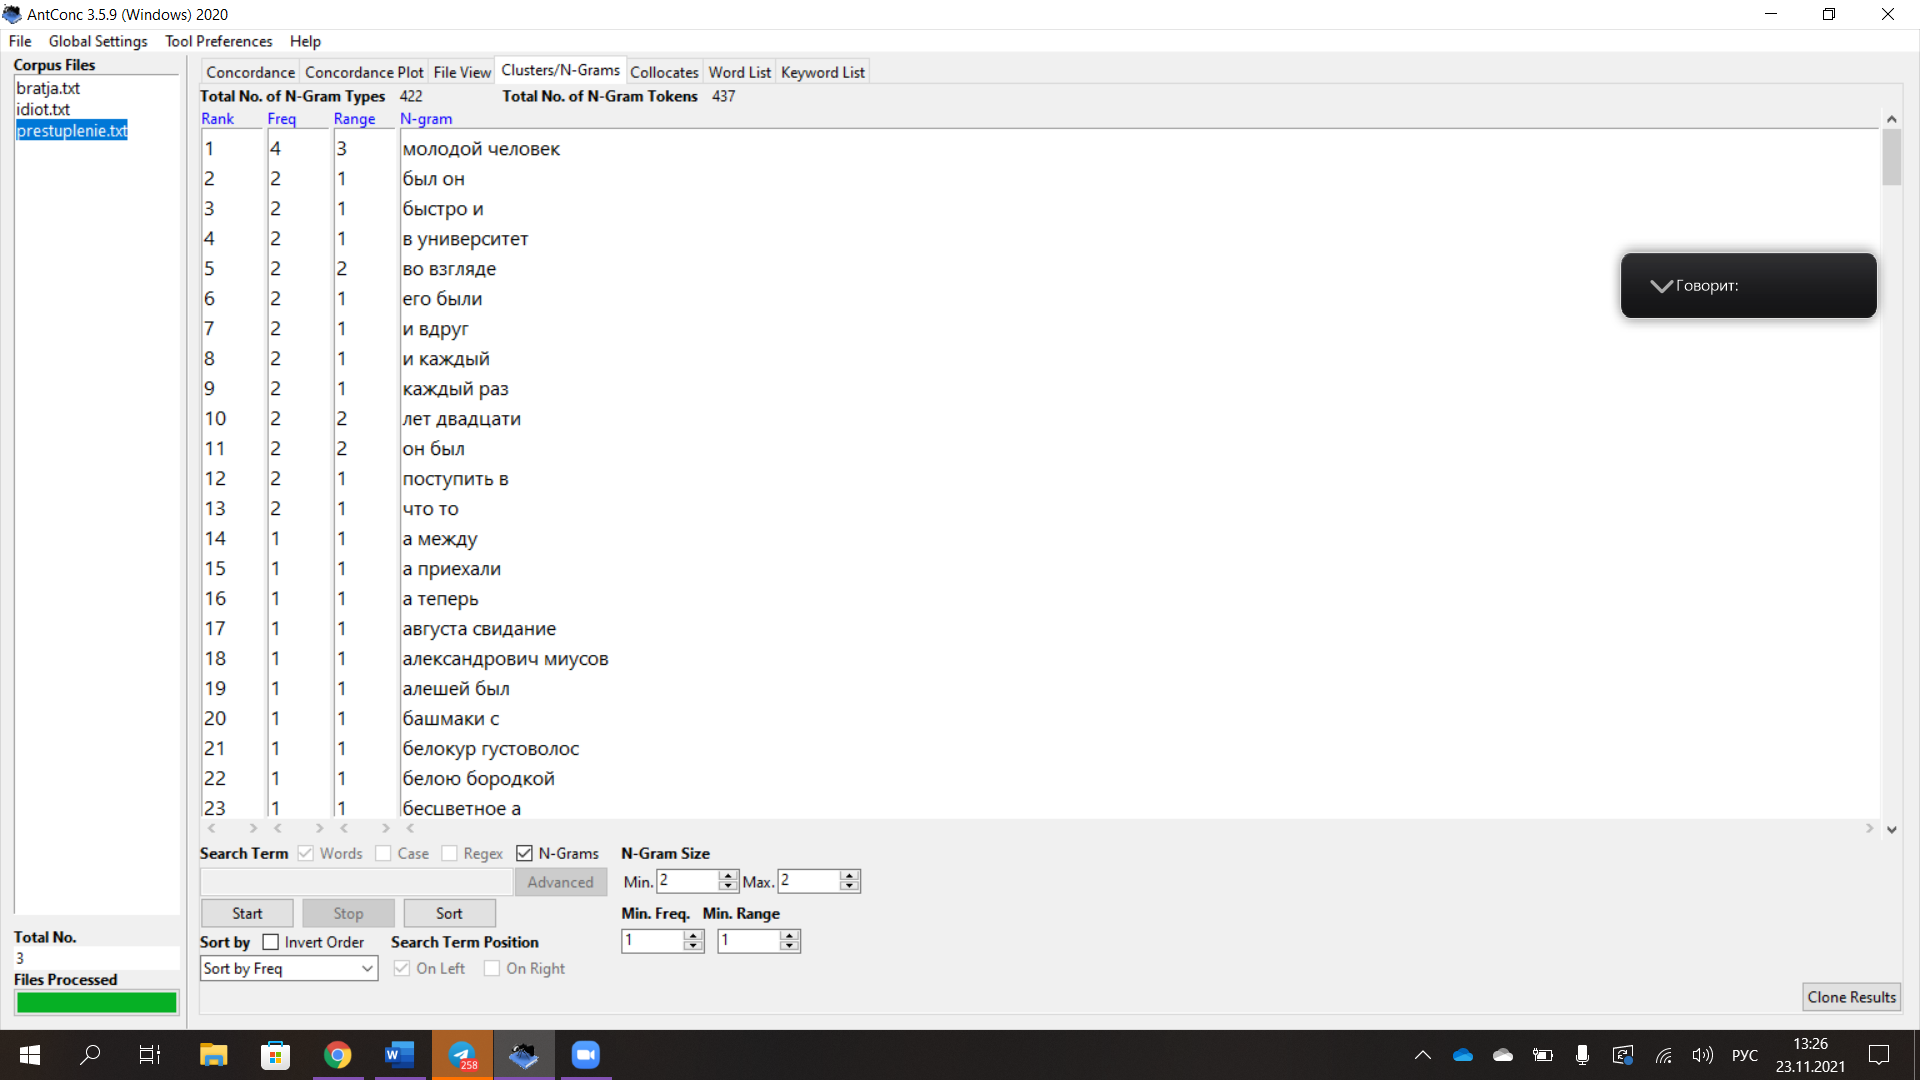 AntConc 3.5.9 (Windows) 2020
File Global Settings Tool Preferences Help
Corpus Files
bratja.txt
idiot.txt
prestuplenie.txt
Concordance Concordance Plot File View Clusters/N-Grams Collocates Word List Keyword List
Total No. of N-Gram Types 422 Total No. of N-Gram Tokens 437
Rank Freq Range N-gram
1 4 3 молодой человек
2 2 1 был он
3 2 1 быстро и
4 2 1 в университет
5 2 2 во взгляде
6 2 1 его были
7 2 1 и вдруг
8 2 1 и каждый
9 2 1 каждый раз
10 2 2 лет двадцати
11 2 2 он был
12 2 1 поступить в
13 2 1 что то
14 1 1 а между
15 1 1 а приехали
16 1 1 а теперь
17 1 1 августа свидание
18 1 1 александрович миусов
19 1 1 алешей был
20 1 1 башмаки с
21 1 1 белокур густоволос
22 1 1 белою бородкой
23 1 1 бесцветное а
Говорит:
Search Term Words Case Regex N-Grams N-Gram Size
Advanced Min. 2 Max. 2
Start Stop Sort Min. Freq. Min. Range
Sort by Invert Order Search Term Position 1 1
Sort by Freq On Left On Right
Total No.
3
Files Processed
Clone Results
W 258 РУС 13:26
23.11.2021